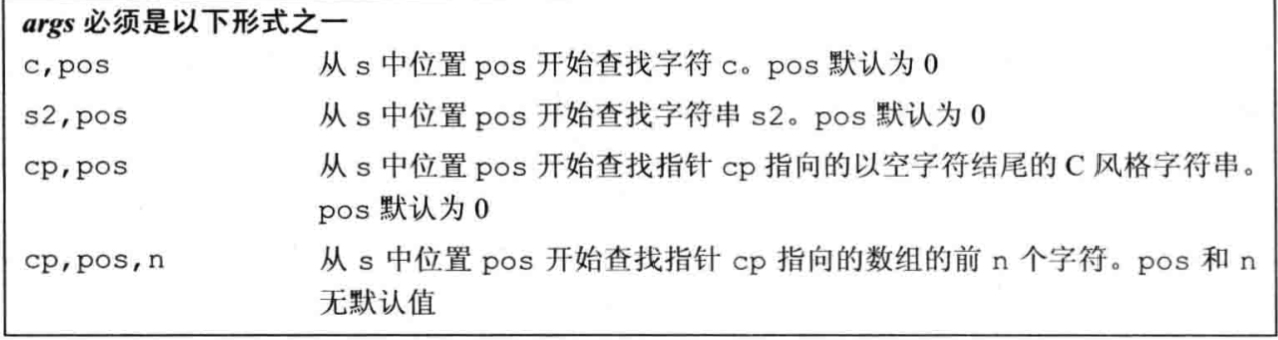 args 必须是以下形式之一
c,pos 从 s 中位置 pos 开始查找字符 c。pos 默认为 0
s2,pos 从 s 中位置 pos 开始查找字符串 s2。pos 默认为 0
cp,pos 从 s 中位置 pos 开始查找指针 cp 指向的以空字符结尾的 C 风格字符串。
pos 默认为 0
cp,pos,n 从 s 中位置 pos 开始查找指针 cp 指向的数组的前 n 个字符。pos 和 n
无默认值